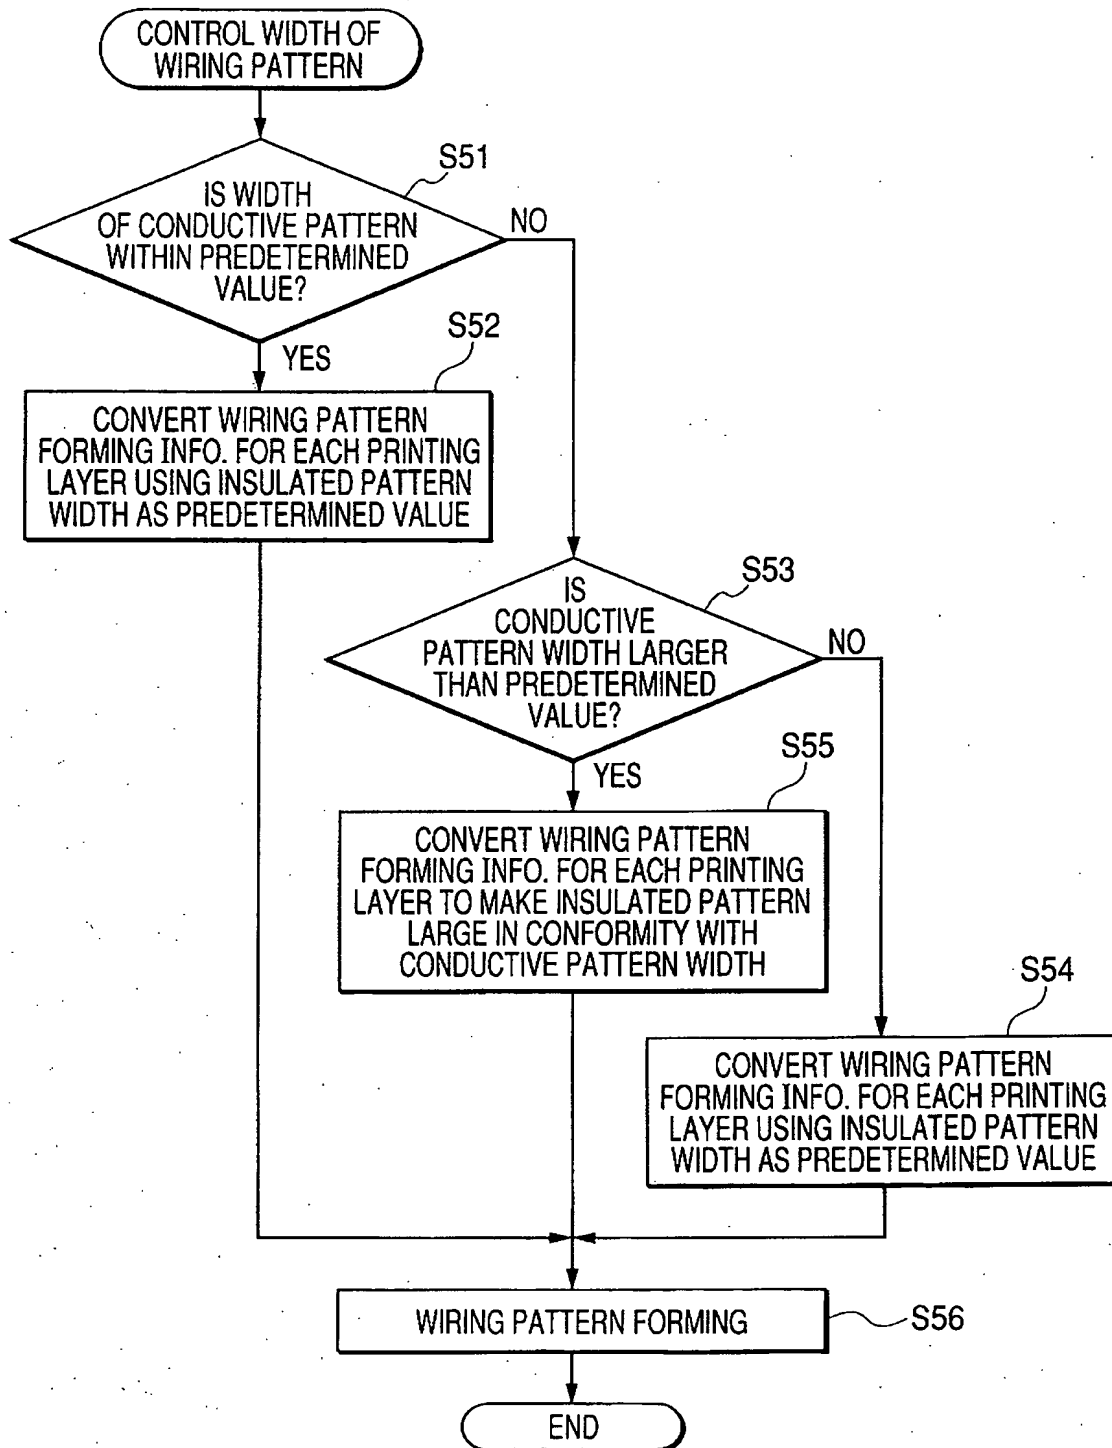 CONTROL WIDTH OF
WIRING PATTERN
S51
IS WIDTH
OF CONDUCTIVE PATTERN
WITHIN PREDETERMINED
VALUE?
NO
YES
S52
CONVERT WIRING PATTERN
FORMING INFO. FOR EACH PRINTING
LAYER USING INSULATED PATTERN
WIDTH AS PREDETERMINED VALUE
S53
IS
CONDUCTIVE
PATTERN WIDTH LARGER
THAN PREDETERMINED
VALUE?
NO
YES
S55
CONVERT WIRING PATTERN
FORMING INFO. FOR EACH PRINTING
LAYER TO MAKE INSULATED PATTERN
LARGE IN CONFORMITY WITH
CONDUCTIVE PATTERN WIDTH
S54
CONVERT WIRING PATTERN
FORMING INFO. FOR EACH PRINTING
LAYER USING INSULATED PATTERN
WIDTH AS PREDETERMINED VALUE
WIRING PATTERN FORMING
S56
END